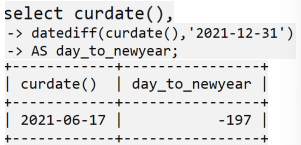 select curdate(),
-> datediff(curdate(),'2021-12-31')
-> AS day_to_newyear;
+------------+----------------+
| curdate() | day_to_newyear |
+------------+----------------+
| 2021-06-17 | -197 |
+------------+----------------+